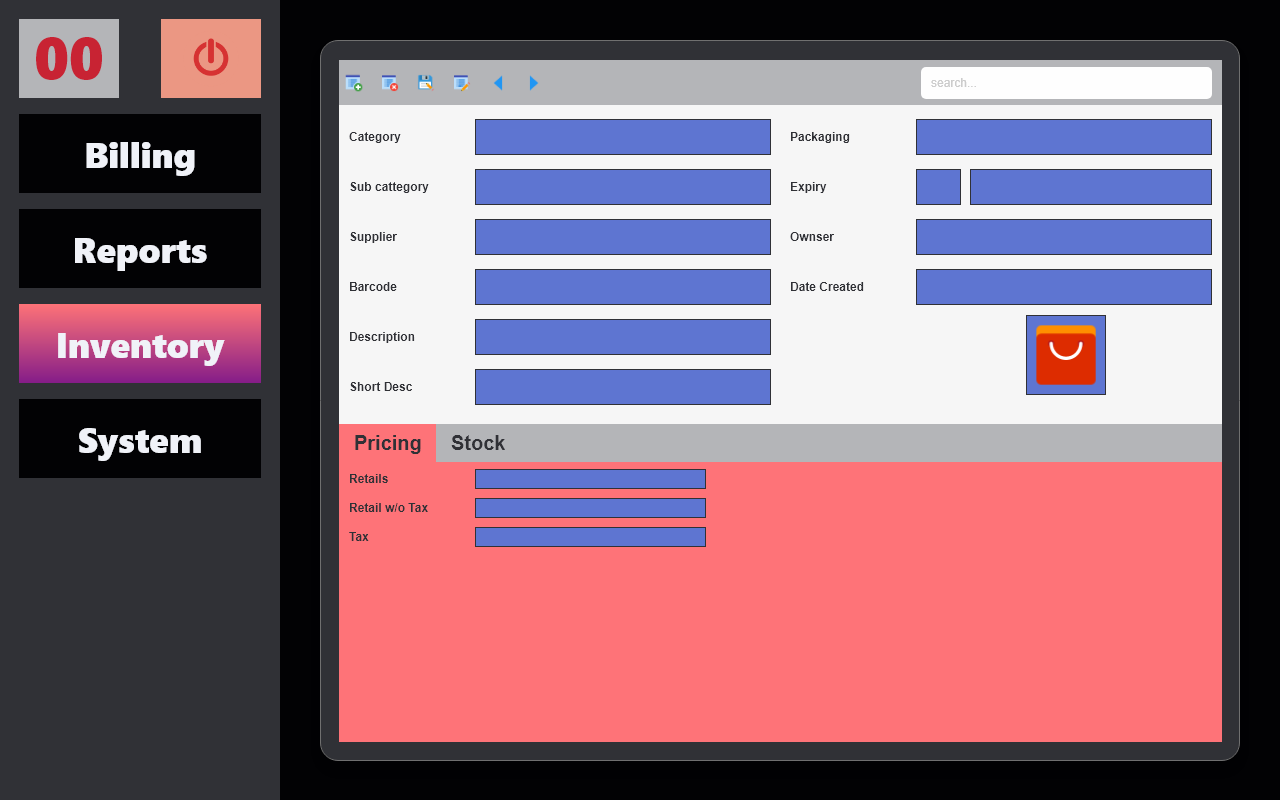 00
Billing
Reports
Inventory
System
search...
Category
Packaging
Sub cattegory
Expiry
Supplier
Ownser
Barcode
Date Created
Description
Short Desc
Pricing Stock
Retails
Retail w/o Tax
Tax